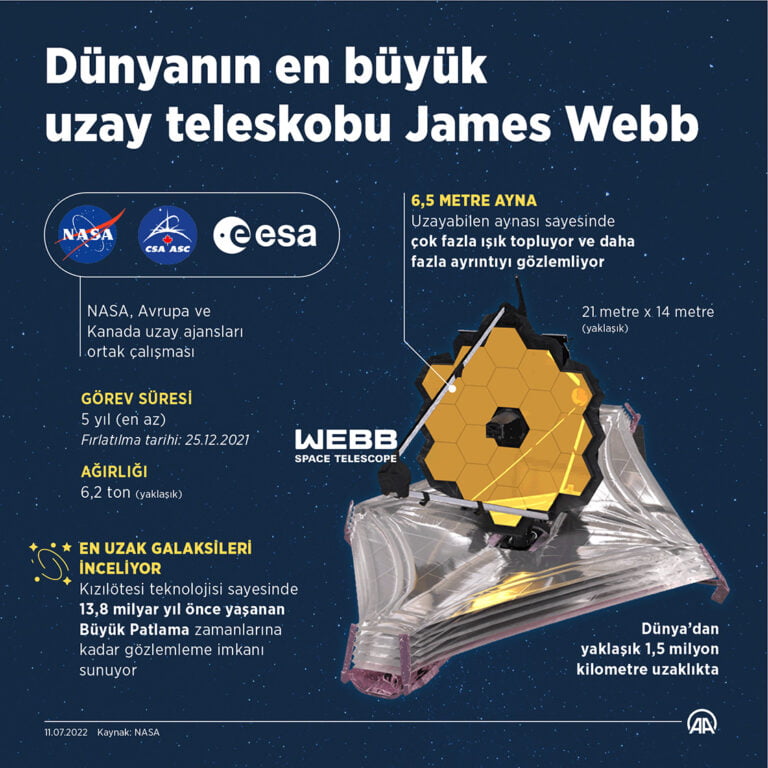 Dünyanın en büyük
uzay teleskobu James Webb
NASA
CSA ASC
esa
NASA, Avrupa ve
Kanada uzay ajansları
ortak çalışması
6,5 METRE AYNA
Uzayabilen aynası sayesinde
çok fazla ışık topluyor ve daha
fazla ayrıntıyı gözlemliyor
21 metre x 14 metre
(yaklaşık)
GÖREV SÜRESİ
5 yıl (en az)
Fırlatılma tarihi: 25.12.2021
AĞIRLIĞI
6,2 ton (yaklaşık)
WEBB
SPACE TELESCOPE
EN UZAK GALAKSİLERİ
İNCELİYOR
Kızılötesi teknolojisi sayesinde
13,8 milyar yıl önce yaşanan
Büyük Patlama zamanlarına
kadar gözlemleme imkanı
sunuyor
Dünya'dan
yaklaşık 1,5 milyon
kilometre uzaklıkta
11.07.2022 Kaynak: NASA
AA